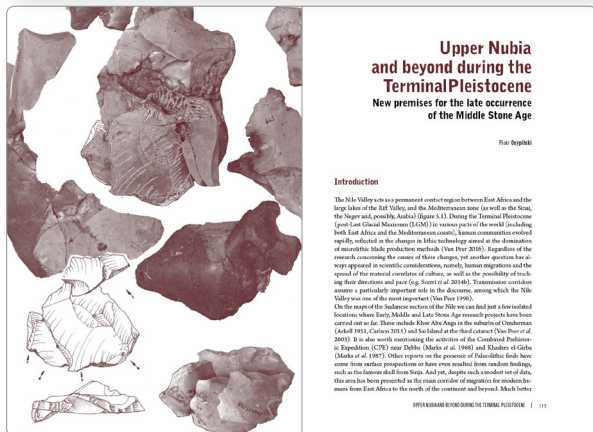 Upper Nubia
and beyond during the
TerminalPleistocene
New premises for the late occurrence
of the Middle Stone Age
Piotr Osypiński
Introduction
The Nile Valley acts as a permanent contact region between East Africa and the
large lakes of the Rift Valley, and the Mediterranean zone (as well as the Sinai,
the Negev and, possibly, Arabia) (figure 5.1). During the Terminal Pleistocene
(post-Last Glacial Maximum (LGM)) in various parts of the world (including
both East Africa and the Mediterranean coasts), human communities evolved
rapidly, reflected in the changes in lithic technology aimed at the domination
of microlithic blade production methods (Van Peer 2016). Regardless of the
research concerning the causes of these changes, yet another question has al-
ways appeared in scientific considerations, namely, human migrations and the
spread of the material correlates of culture, as well as the possibility of track-
ing their directions and pace (e.g. Scerri et al. 2014b). Transmission corridors
assume a particularly important role in the discourse, among which the Nile
Valley was one of the most important (Van Peer 1998).
On the maps of the Sudanese section of the Nile we can find just a few isolated
locations where Early, Middle and Late Stone Age research projects have been
carried out so far. These include Khor Abu Anga in the suburbs of Omdurman
(Arkell 1951, Carlson 2015) and Sai Island at the third cataract (Van Peer et al.
2003). It is also worth mentioning the activities of the Combined Prehistor-
ic Expedition (CPE) near Debba (Marks et al. 1968) and Khashm el-Girba
(Marks et al. 1987). Other reports on the presence of Palaeolithic finds have
come from surface prospections or have even resulted from random findings,
such as the famous skull from Sinja. And yet, despite such a modest set of data,
this area has been presented as the main corridor of migration for modern hu-
mans from East Africa to the north of the continent and beyond. Much better
UPPER NUBIA AND BEYOND DURING THE TERMINAL PLEISTOCENE | 115